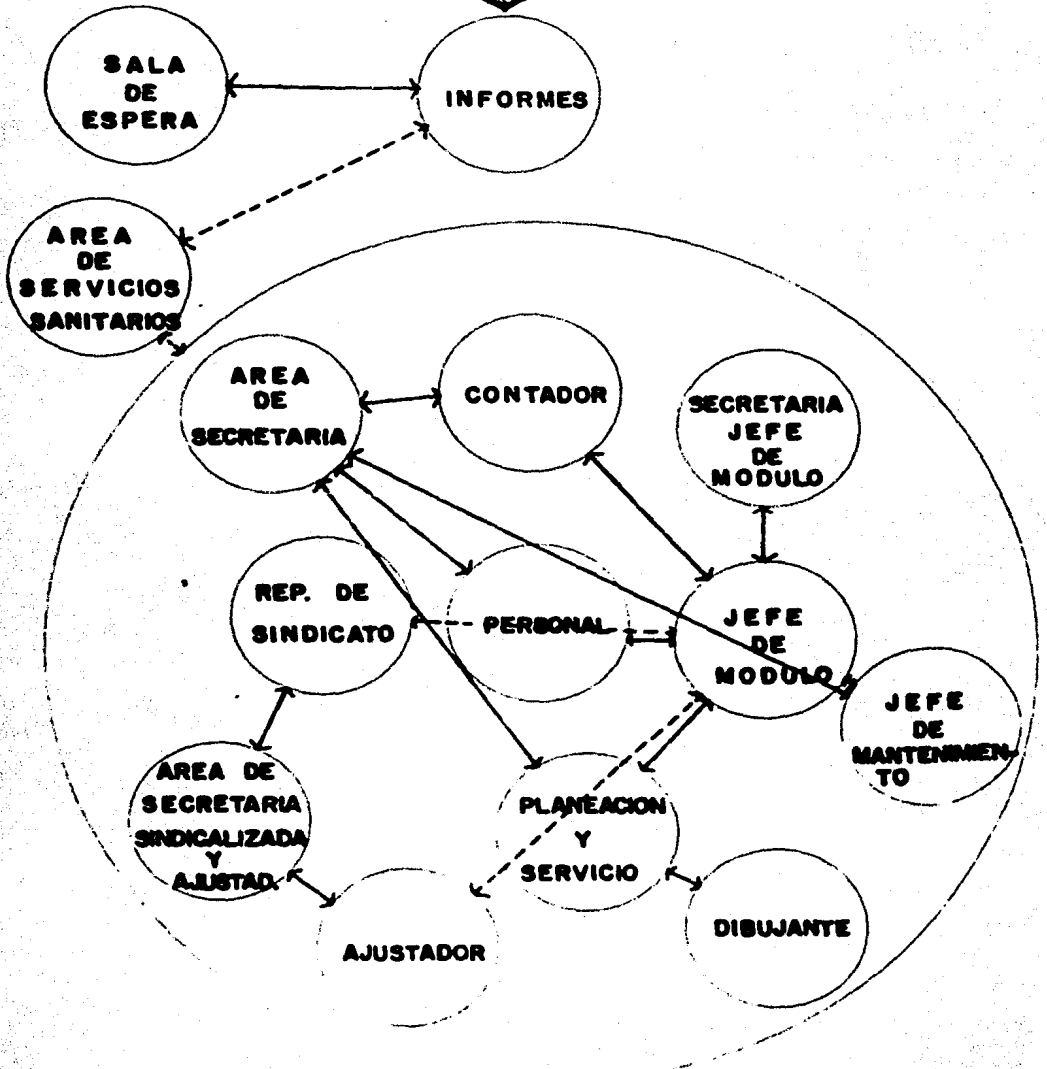 SALA
DE
ESPERA
INFORMES
AREA
DE
SERVICIOS
SANITARIOS
AREA
DE
SECRETARIA
CONTADOR
SECRETARIA
JEFE
DE
MODULO
REP. DE
SINDICATO
PERSONAL
JEFE
DE
MODULO
JEFE
DE
MANTENIMIEN-
TO
AREA DE
SECRETARIA
SINDICALIZADA
Y
AJUSTAD.
PLANEACION
Y
SERVICIO
AJUSTADOR
DIBUJANTE